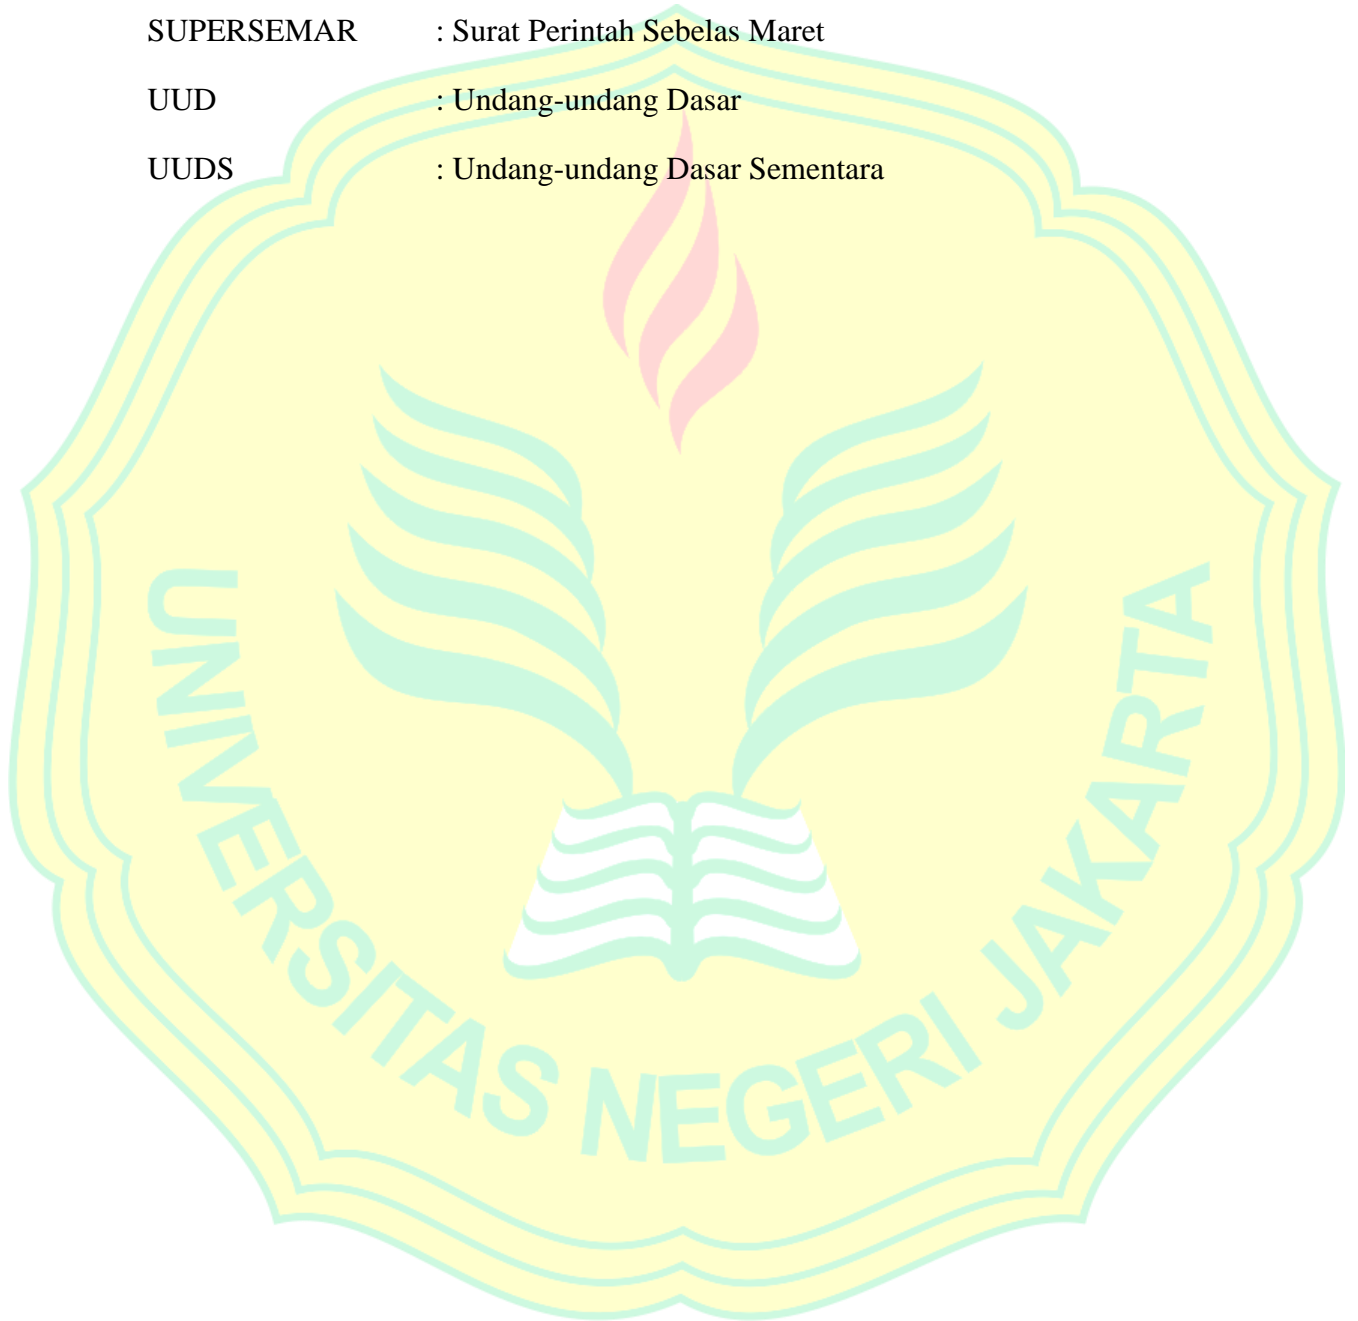 SUPERSEMAR : Surat Perintah Sebelas Maret
UUD : Undang-undang Dasar
UUDS : Undang-undang Dasar Sementara
UNIVERSITAS NEGERI JAKARTA